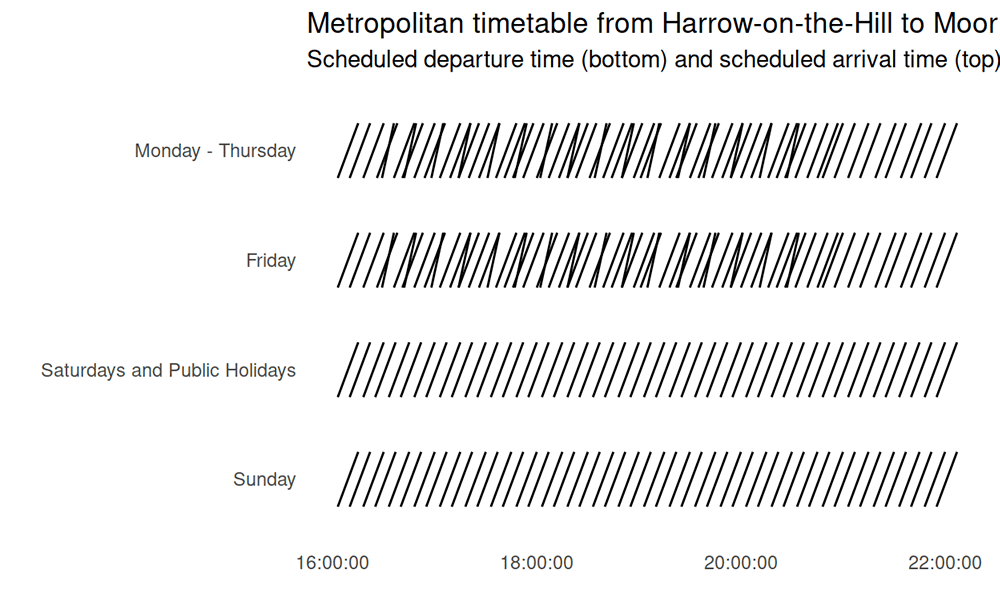 Metropolitan timetable from Harrow-on-the-Hill to Moor
Scheduled departure time (bottom) and scheduled arrival time (top)
Monday - Thursday
Friday
Saturdays and Public Holidays
Sunday
16:00:00 18:00:00 20:00:00 22:00:00